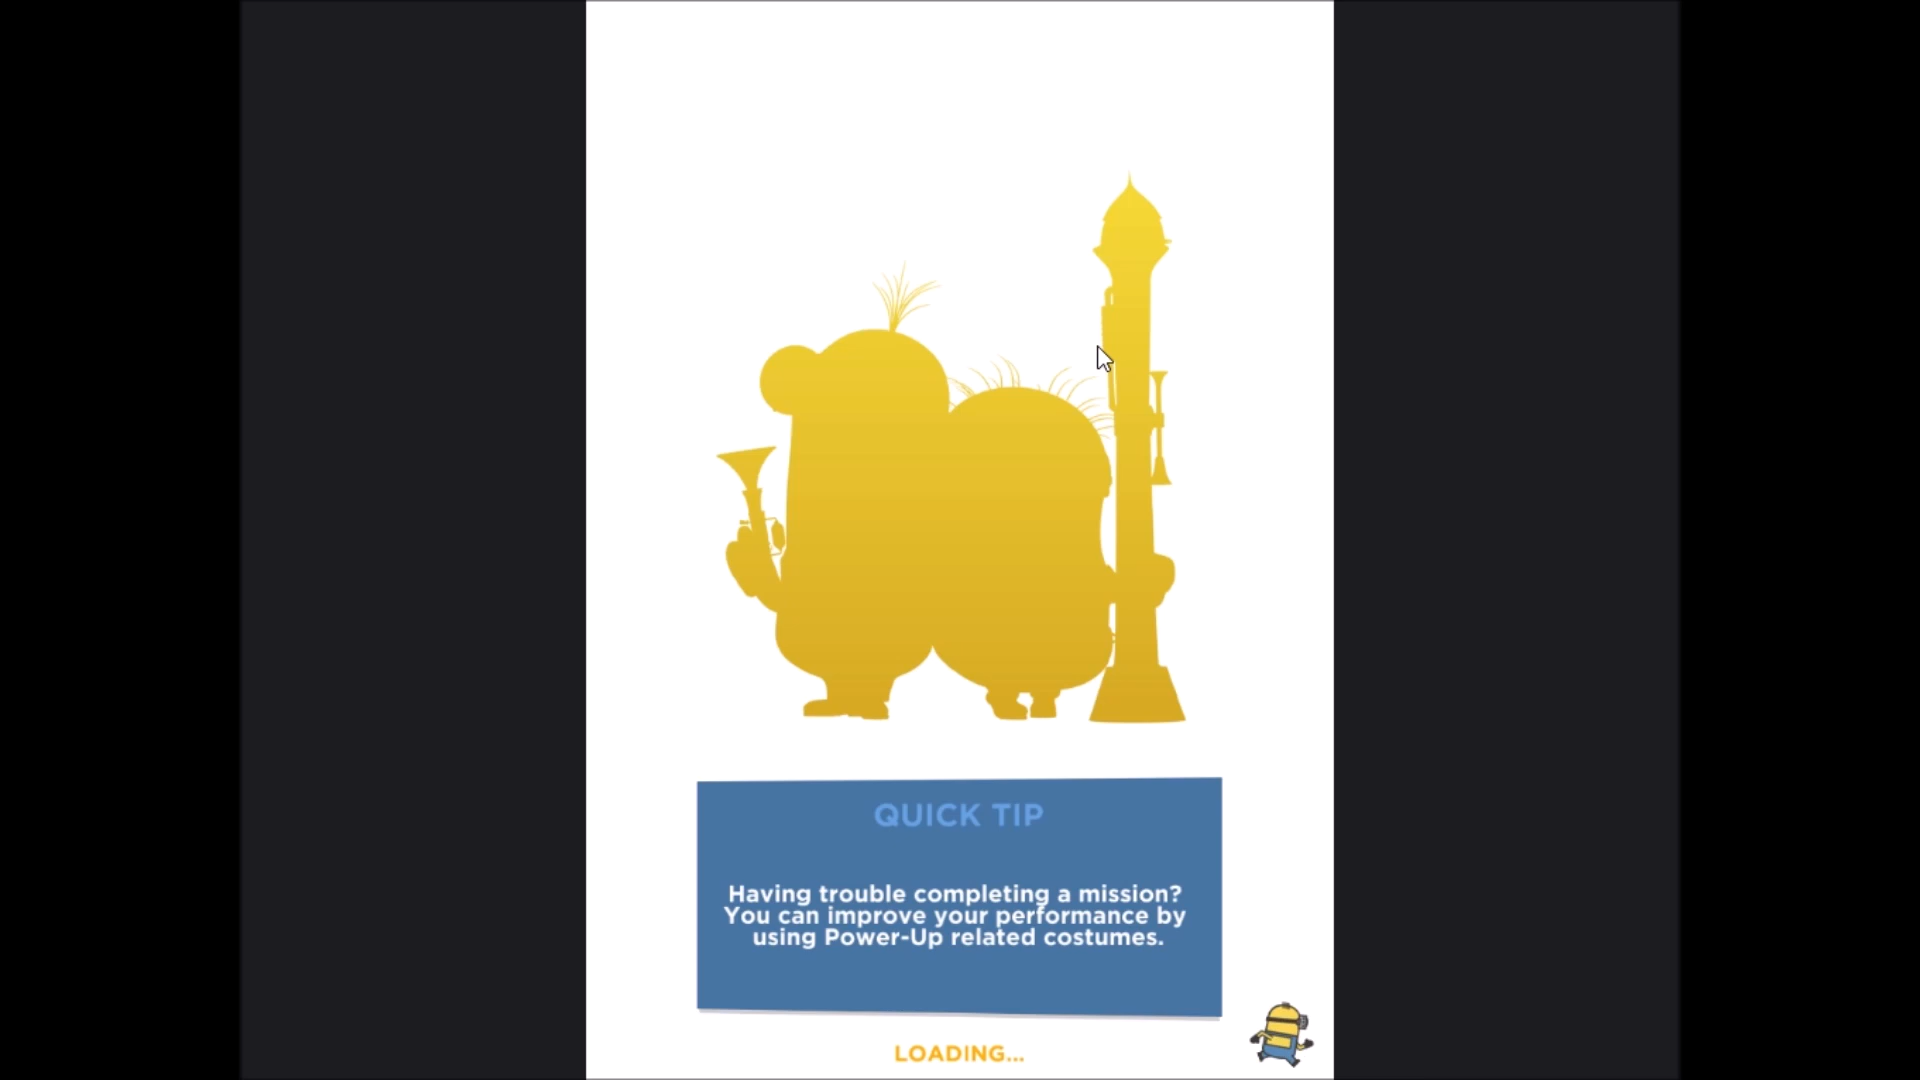 QUICK TIP
Having trouble completing a mission?
You can improve your performance by
using Power-Up related costumes.
LOADING...